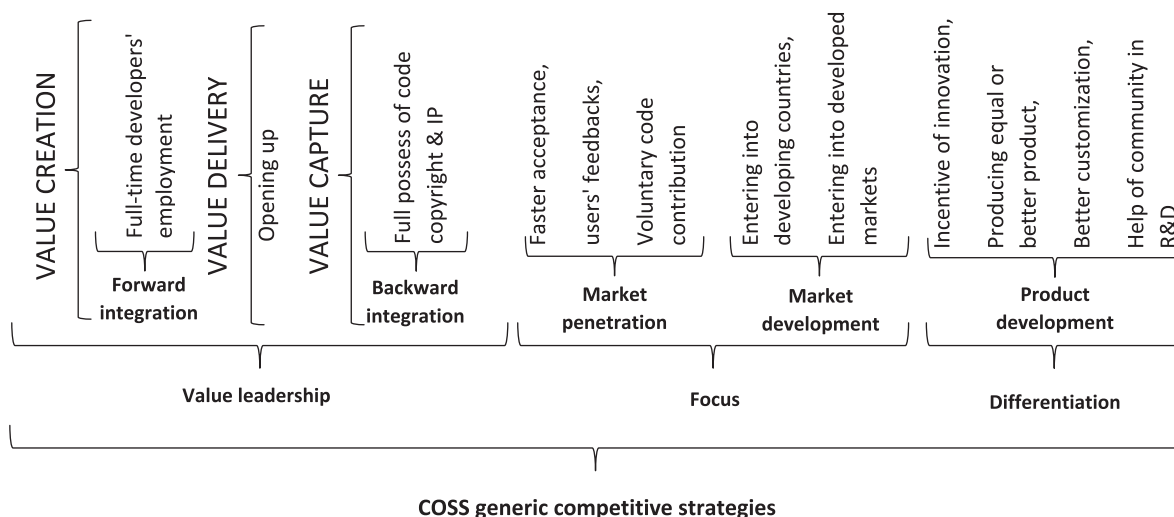 VALUE CREATION
Full-time developers'
employment
Forward
integration
VALUE DELIVERY
Opening up
VALUE CAPTURE
Full possess of code
copyright & IP
Backward
integration
Value leadership
Faster acceptance,
users' feedbacks,
Voluntary code
contribution
Market
penetration
Entering into
developing countries,
Entering into developed
markets
Market
development
Focus
Incentive of innovation,
Producing equal or
better product,
Better customization,
Help of community in
R&D
Product
development
Differentiation
COSS generic competitive strategies